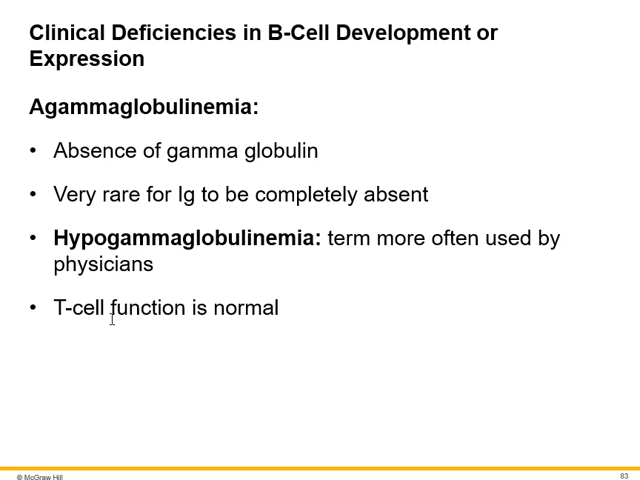 Clinical Deficiencies in B-Cell Development or
Expression
Agammaglobulinemia:
• Absence of gamma globulin
• Very rare for Ig to be completely absent
• Hypogammaglobulinemia: term more often used by
physicians
• T-cell function is normal
© McGraw Hill
83